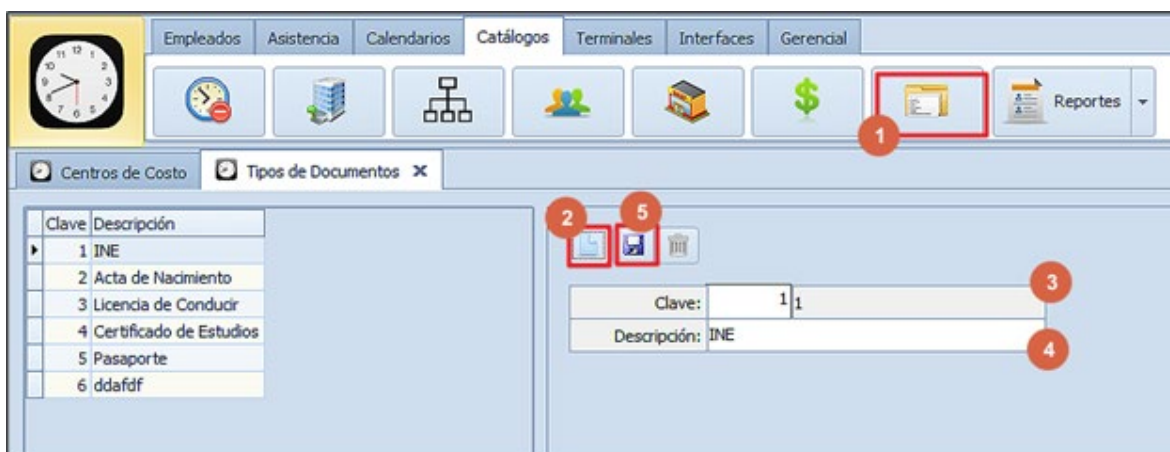 Empleados Asistencia Calendarios Catálogos Terminales Interfaces Gerencial
1
Reportes
Centros de Costo Tipos de Documentos
2 5
Clave Descripción
1 INE
2 Acta de Nacimiento
3 Licencia de Conducir
4 Certificado de Estudios
5 Pasaporte
6 ddafdf
Clave: 1 1
3
Descripción: INE
4